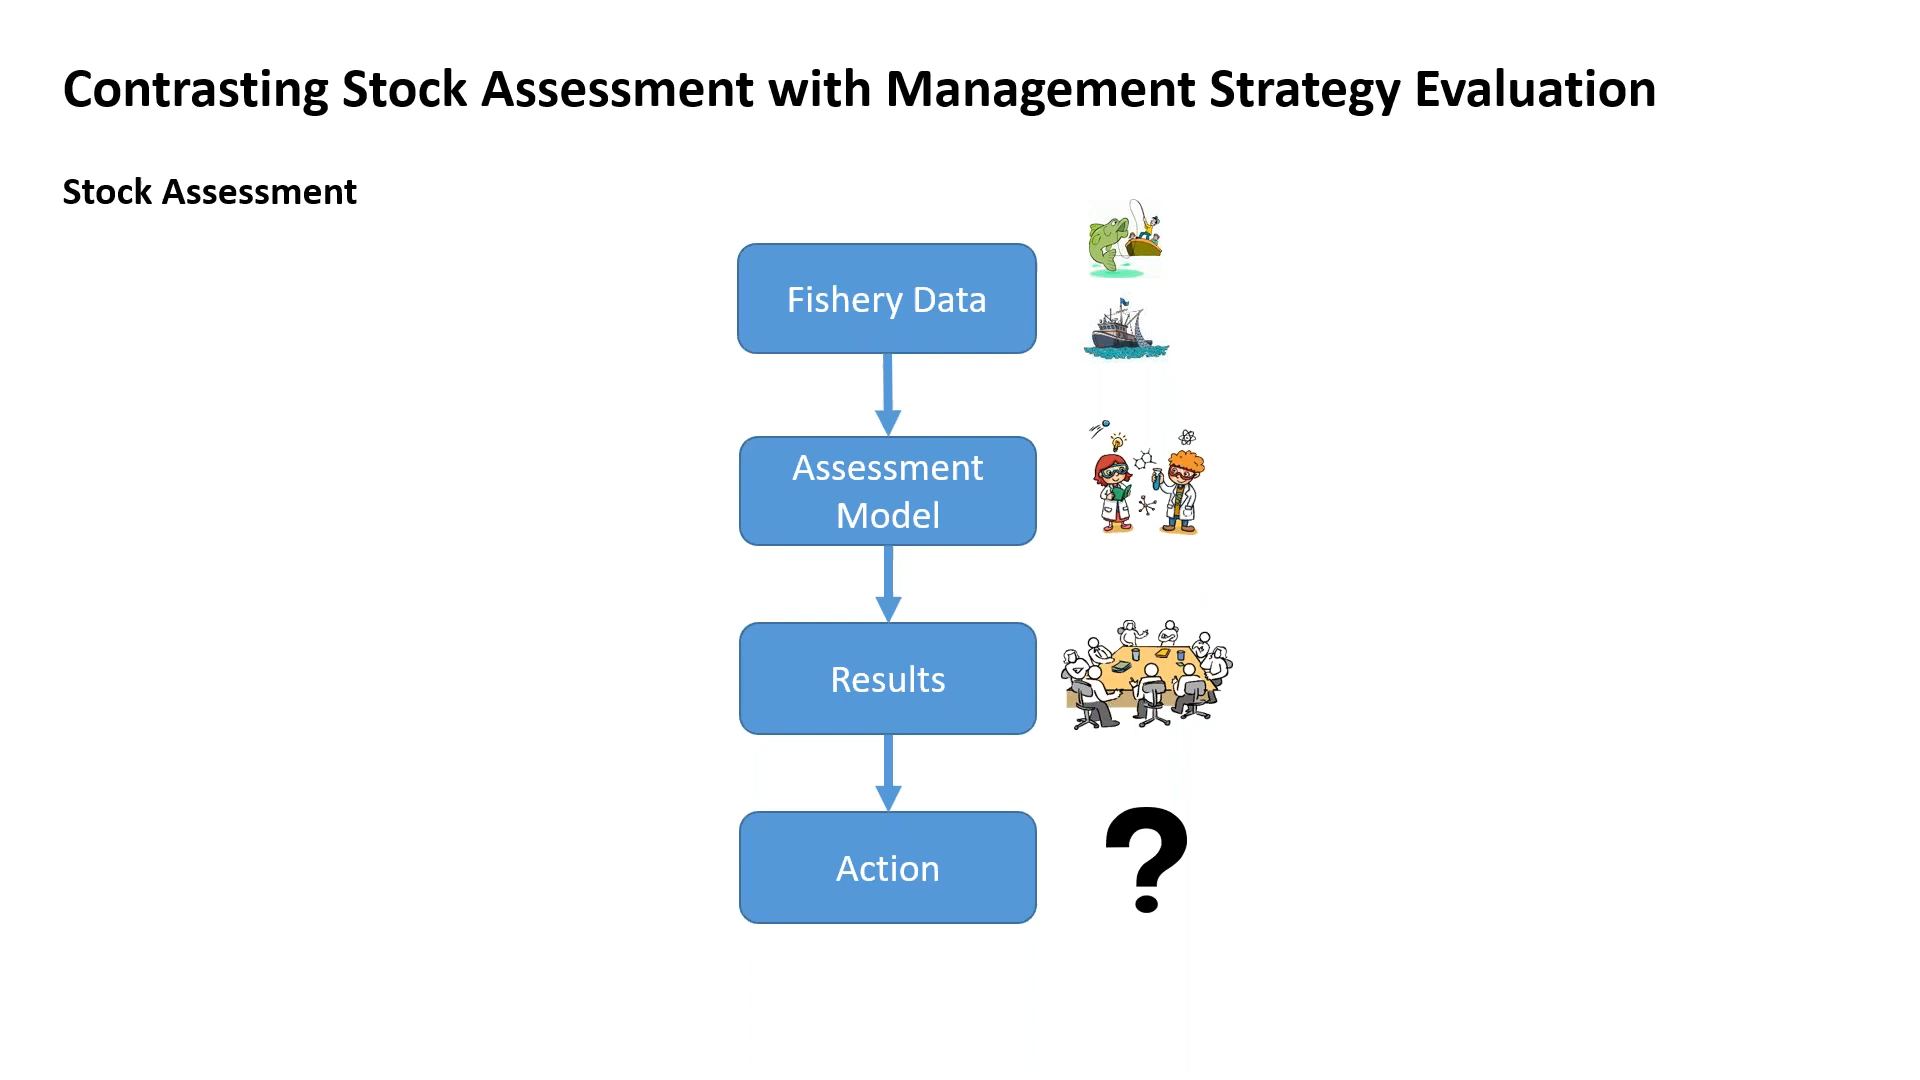 Contrasting Stock Assessment with Management Strategy Evaluation
Stock Assessment
Fishery Data
Assessment
Model
Results
Action
?